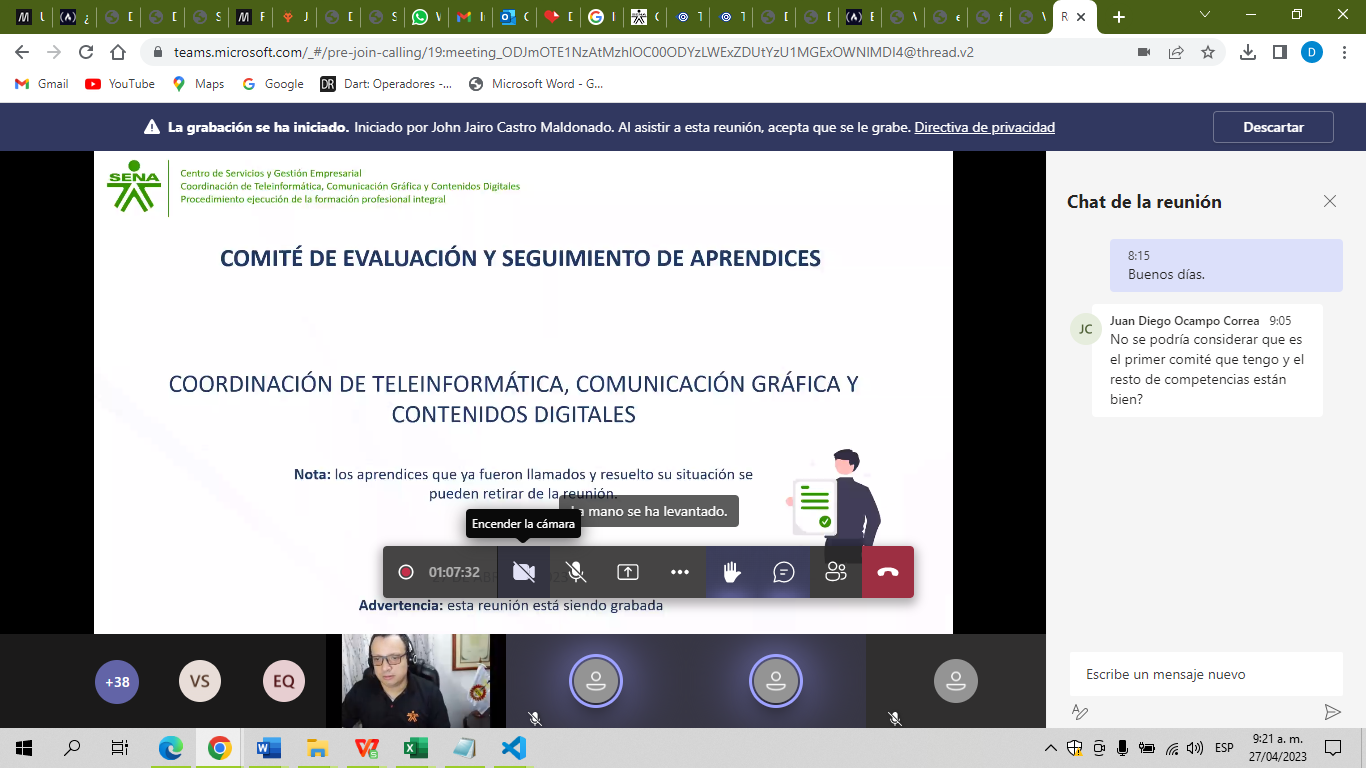 U
¿
D
D
S
F
J
D
S
W
D
I
C
T
T
D
D
E
V
e
f
V
R
teams.microsoft.com/_#/pre-join-calling/19:meeting_ODJmOTE1NzAtMzhlOC00ODYzLWExZDUtYzU1MGExOWNlMDI4@thread.v2
D
Gmail
YouTube
Maps
Google
DR Dart: Operadores -...
Microsoft Word - G...
La grabación se ha iniciado. Iniciado por John Jairo Castro Maldonado. Al asistir a esta reunión, acepta que se le grabe. Directiva de privacidad
Descartar
SENA
Centro de Servicios y Gestión Empresarial
Coordinación de Teleinformática, Comunicación Gráfica y Contenidos Digitales
Procedimiento ejecución de la formación profesional integral
COMITÉ DE EVALUACIÓN Y SEGUIMIENTO DE APRENDICES
COORDINACIÓN DE TELEINFORMÁTICA, COMUNICACIÓN GRÁFICA Y
CONTENIDOS DIGITALES
Nota: los aprendices que ya fueron llamados y resuelto su situación se
pueden retirar de la reunión.
mano se ha levantado.
Encender la cámara
01:07:32
Advertencia: esta reunión está siendo grabada
+38
VS
EQ
Chat de la reunión
8:15
Buenos días.
JC
Juan Diego Ocampo Correa 9:05
No se podría considerar que es
el primer comité que tengo y el
resto de competencias están
bien?
Escribe un mensaje nuevo
ESP
9:21 a. m.
27/04/2023